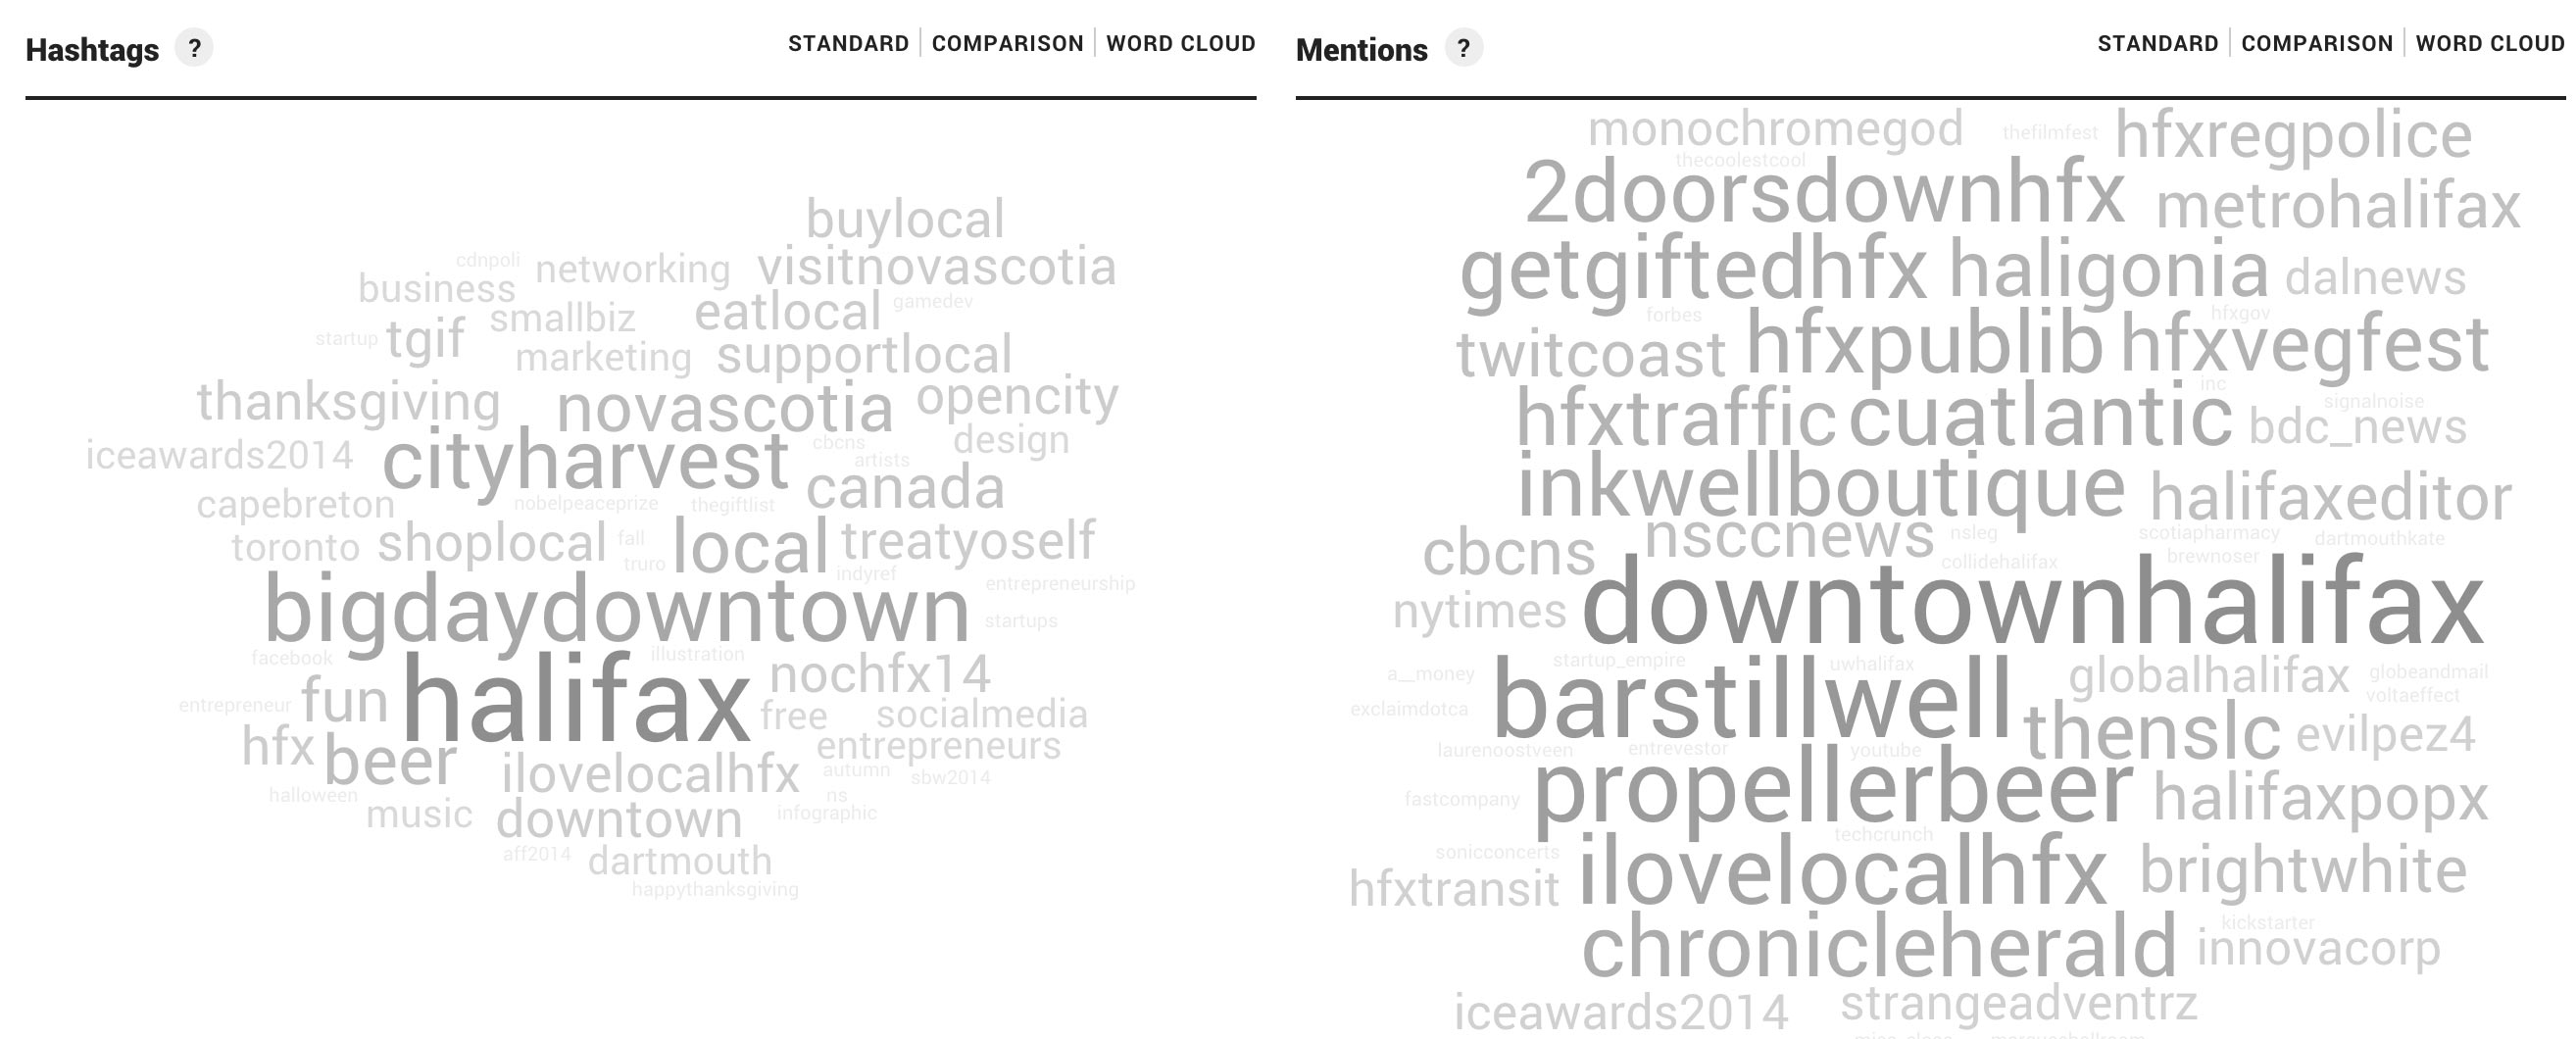 Hashtags ? STANDARD COMPARISON WORD CLOUD
buylocal
cdnpoli networking visitnovascotia
business smallbiz eatlocal gamedev
startup tgif marketing supportlocal
thanksgiving novascotia opencity
iceawards2014 cityharvest cbcns design
artists
capebreton nobelpeaceprize thegiftlist canada
toronto shoplocal fall local treatyoself
truro indyref entrepreneurship
bigdaydowntown startups
facebook illustration
entrepreneur fun halifax nochfx14
free socialmedia
hfx beer ilovelocalhfx entrepreneurs
autumn sbw2014
halloween ns
music downtown infographic
aff2014 dartmouth
happythanksgiving
Mentions ? STANDARD COMPARISON WORD CLOUD
monochromegod thefilmfest hfxregpolice
thecoolestcool
2doorsdownhfx metrohalifax
getgiftedhfx haligonia dalnews
forbes hfxgov
twitcoast hfxpublib hfxvegfest
inc
signalnoise
hfxtraffic cuatlantic bdc_news
inkwellboutique halifaxeditor
cbcns nsccnews nsleg scotiapharmacy dartmouthkate
collidehalifax brewnoser
nytimes downtownhalifax
a__money startup_empire uwhalifax globalhalifax globeandmail
voltaeffect
exclaimdotca barstillwell thenslc evilpez4
laurenoostveen entrevestor youtube
fastcompany propellerbeer halifaxpopx
techcrunch
sonicconcerts
hfxtransit ilovelocalhfx brightwhite
kickstarter
chronicleherald innovacorp
iceawards2014 strangeadventrz